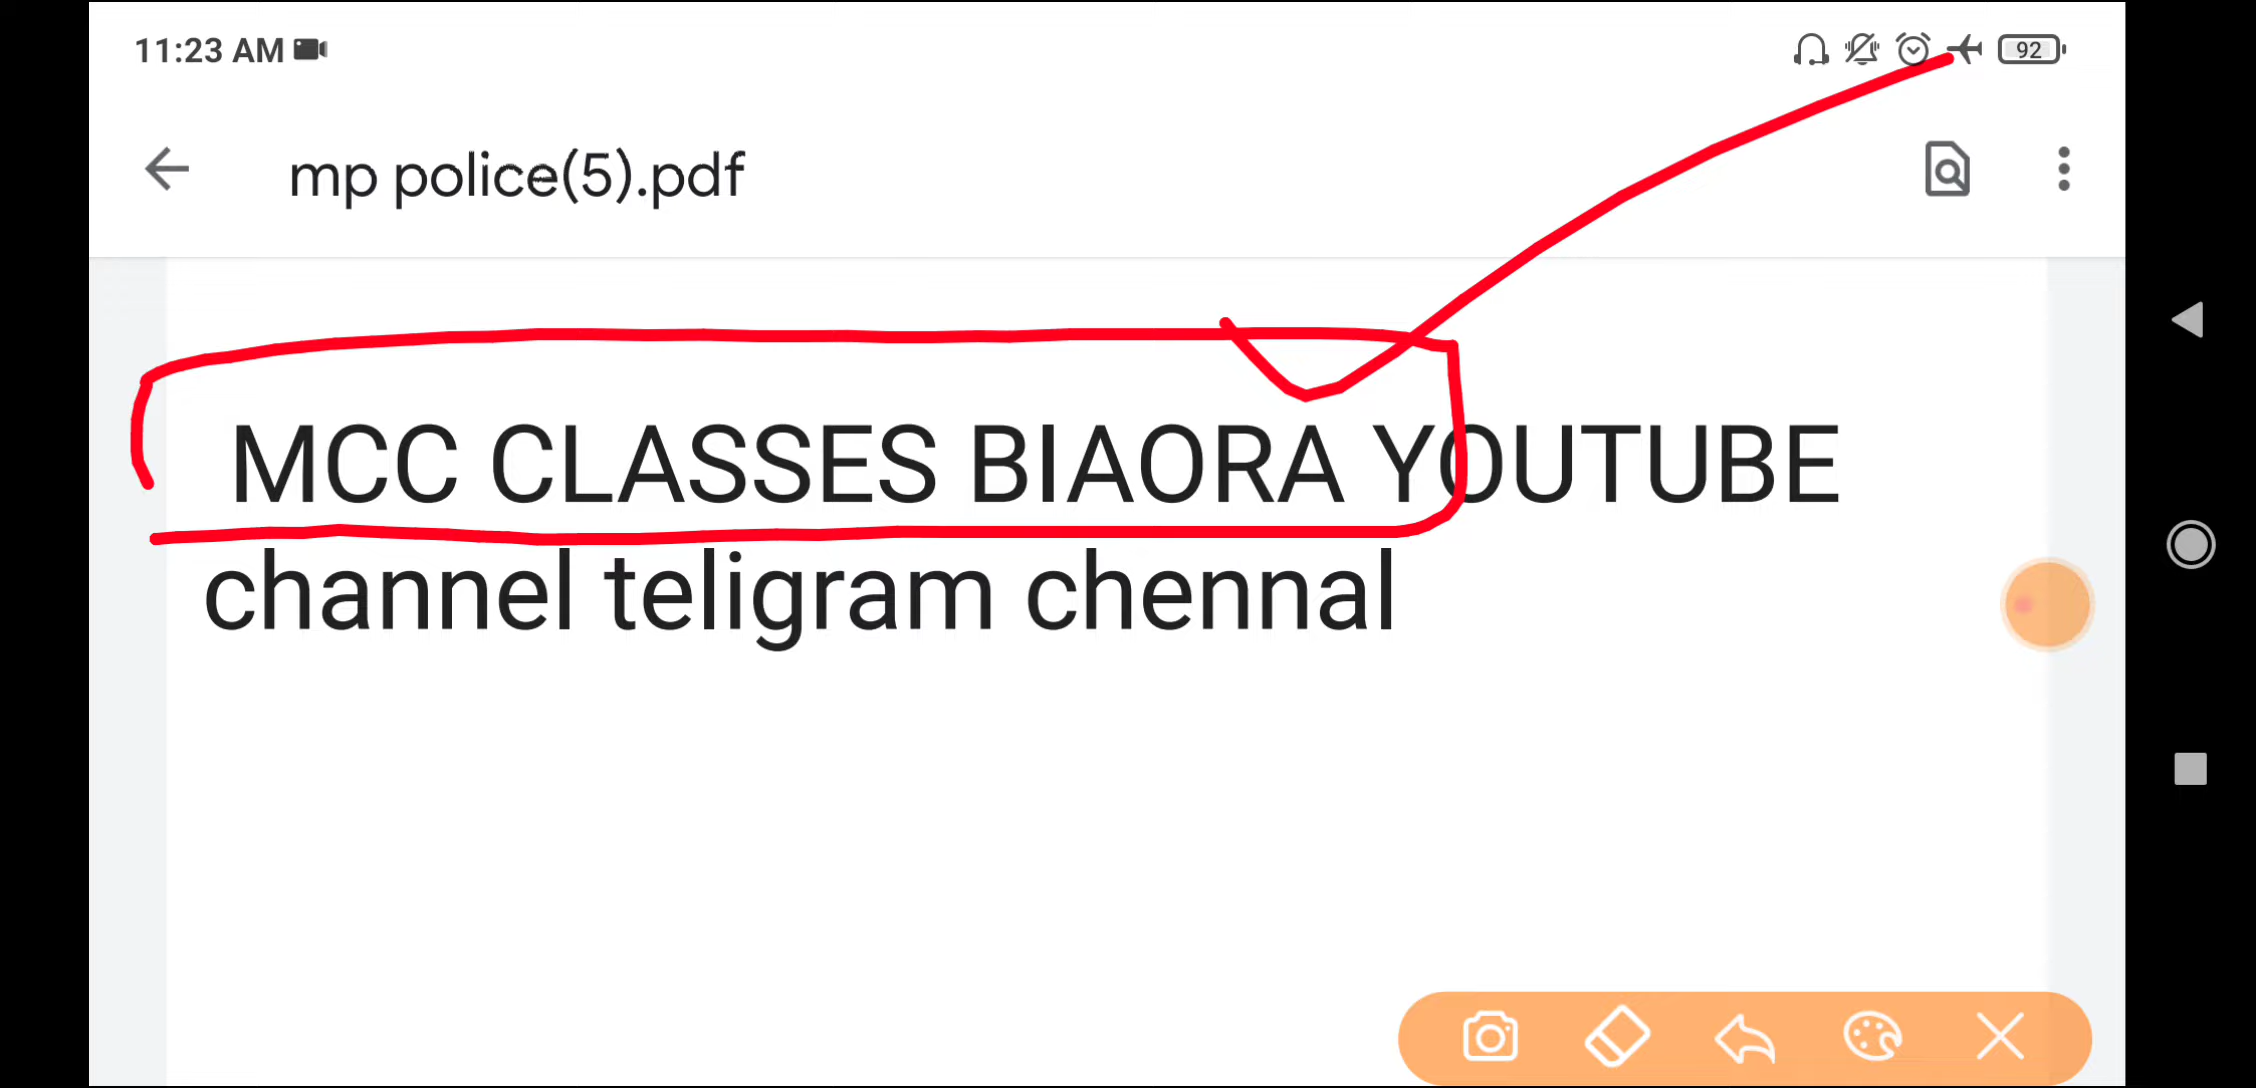 11:23 AM 92
mp police(5).pdf
MCC CLASSES BIAORA YOUTUBE
channel teligram chennal